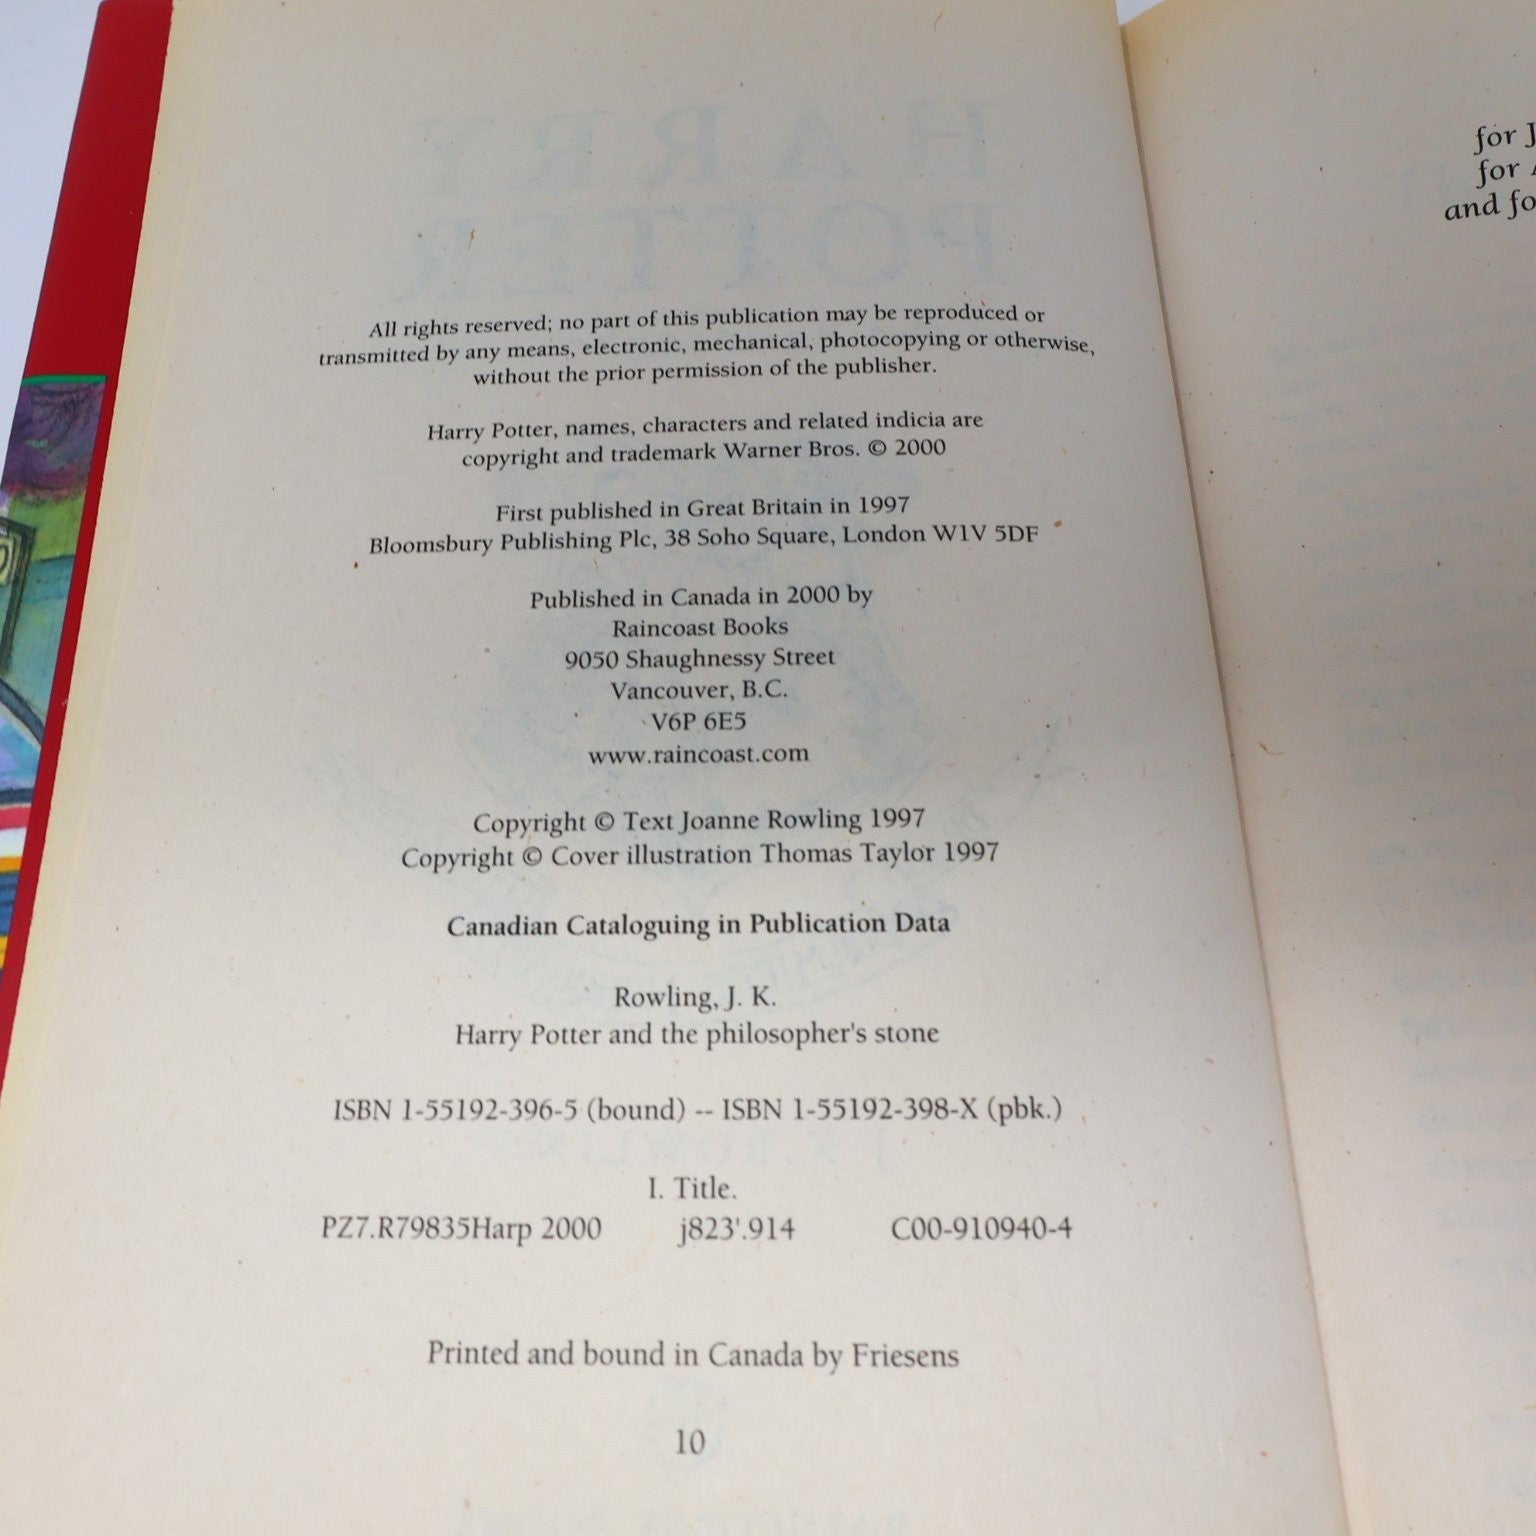 All rights reserved; no part of this publication may be reproduced or
transmitted by any means, electronic, mechanical, photocopying or otherwise,
without the prior permission of the publisher.
Harry Potter, names, characters and related indicia are
copyright and trademark Warner Bros. © 2000
First published in Great Britain in 1997
Bloomsbury Publishing Plc, 38 Soho Square, London W1V 5DF
Published in Canada in 2000 by
Raincoast Books
9050 Shaughnessy Street
Vancouver, B.C.
V6P 6E5
www.raincoast.com
Copyright © Text Joanne Rowling 1997
Copyright © Cover illustration Thomas Taylor 1997
Canadian Cataloguing in Publication Data
Rowling, J. K.
Harry Potter and the philosopher's stone
ISBN 1-55192-396-5 (bound) -- ISBN 1-55192-398-X (pbk.)
I. Title.
PZ7.R79835Harp 2000 j823'.914 C00-910940-4
Printed and bound in Canada by Friesens
10
for J
for
and fo